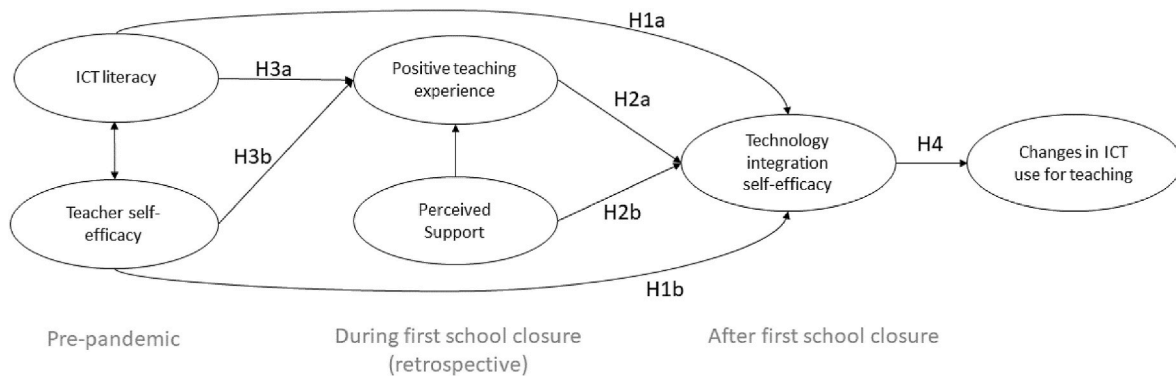 H1a
ICT literacy
H3a
Positive teaching
experience
H2a
H3b
Technology
integration
self-efficacy
H4
Changes in ICT
use for teaching
Teacher self-
efficacy
Perceived
Support
H2b
H1b
Pre-pandemic
During first school closure
(retrospective)
After first school closure